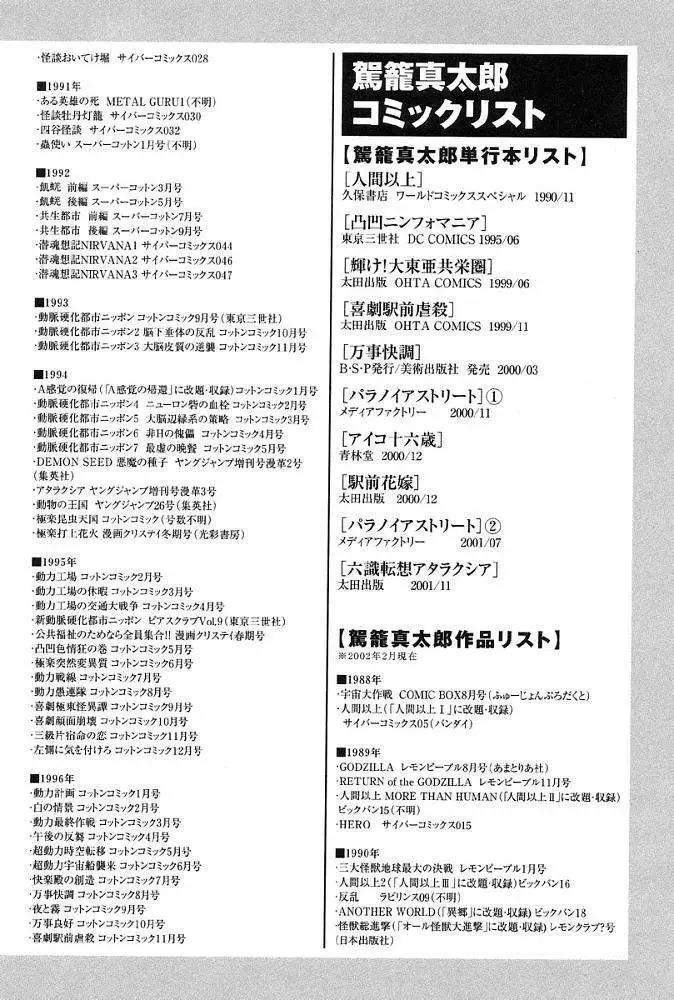 駕籠真太郎
コミックリスト
【駕籠真太郎単行本リスト】
[人間以上]
久保書店 ワールドコミックススペシャル 1990/11
[凸凹ニンフォマニア]
東京三世社 DC COMICS 1995/06
[輝け!大東亜共栄圏]
太田出版 OHTA COMICS 1999/06
[喜劇駅前虐殺]
太田出版 OHTA COMICS 1999/11
[万事快調]
B・S・P発行/美術出版社 発売 2000/03
[パラノイアストリート]①
メディアファクトリー 2000/11
[アイコ十六歳]
青林堂 2000/12
[駅前花嫁]
太田出版 2000/12
[パラノイアストリート]②
メディアファクトリー 2001/07
[六識転想アタラクシア]
太田出版 2001/11
【駕籠真太郎作品リスト】
※2002年2月現在
■1988年
・宇宙大作戦 COMIC BOX8月号(ふゅーじょんぷろだくと)
・人間以上(「人間以上Ⅰ」に改題・収録)
サイバーコミックス05(バンダイ)
■1989年
・GODZILLA レモンピープル8月号(あまとりあ社)
・RETURN of the GODZILLA レモンピープル11月号
・人間以上 MORE THAN HUMAN(「人間以上Ⅱ」に改題・収録)
ビックバン15(不明)
・HERO サイバーコミックス015
■1990年
・三大怪獣地球最大の決戦 レモンピープル1月号
・人間以上2(「人間以上Ⅲ」に改題・収録)ビックバン16
・反乱 ラピリンス09(不明)
・ANOTHER WORLD(「異郷」に改題・収録)ビックバン18
・怪獣総進撃(「オール怪獣大進撃」に改題・収録)レモンクラブ?号
(日本出版社)
・怪談おいてけ堀 サイバーコミックス028
■1991年
・ある英雄の死 METAL GURU1(不明)
・怪談牡丹灯籠 サイバーコミックス030
・四谷怪談 サイバーコミックス032
・蟲使い スーパーコットン1月号(不明)
■1992
・飢虻 前編 スーパーコットン3月号
・飢虻 後編 スーパーコットン5月号
・共生都市 前編 スーパーコットン7月号
・共生都市 後編 スーパーコットン9月号
・潜魂想記NIRVANA1 サイバーコミックス044
・潜魂想記NIRVANA2 サイバーコミックス046
・潜魂想記NIRVANA3 サイバーコミックス047
■1993
・動脈硬化都市ニッポン コットンコミック9月号(東京三世社)
・動脈硬化都市ニッポン2 脳下垂体の反乱 コットンコミック10月号
・動脈硬化都市ニッポン3 大脳皮質の逆襲 コットンコミック11月号
■1994
・A感覚の復帰(「A感覚の帰還」に改題・収録)コットンコミック1月号
・動脈硬化都市ニッポン4 ニューロン砦の血栓 コットンコミック2月号
・動脈硬化都市ニッポン5 大脳辺縁系の策略 コットンコミック3月号
・動脈硬化都市ニッポン6 非Hの傀儡 コットンコミック4月号
・動脈硬化都市ニッポン7 最虚の晩餐 コットンコミック5月号
・DEMON SEED 悪魔の種子 ヤングジャンプ増刊号漫革2号
(集英社)
・アタラクシア ヤングジャンプ増刊号漫革3号
・動物の王国 ヤングジャンプ26号(集英社)
・極楽昆虫天国 コットンコミック(号数不明)
・極楽打上花火 漫画クリスティ冬期号(光彩書房)
■1995年
・動力工場 コットンコミック2月号
・動力工場の休暇 コットンコミック3月号
・動力工場の交通大戦争 コットンコミック4月号
・新動脈硬化都市ニッポン ピアスクラブVol.9(東京三世社)
・公共福祉のためなら全員集合!! 漫画クリスティ春期号
・凸凹色情狂の巻 コットンコミック5月号
・極楽突然変異質 コットンコミック6月号
・動力戦線 コットンコミック7月号
・動力愚連隊 コットンコミック8月号
・喜劇極東怪異譚 コットンコミック9月号
・喜劇顔面崩壊 コットンコミック10月号
・三級片宿命の恋 コットンコミック11月号
・左側に気を付けろ コットンコミック12月号
■1996年
・動力計画 コットンコミック1月号
・白の情景 コットンコミック2月号
・動力最終作戦 コットンコミック3月号
・午後の反芻 コットンコミック4月号
・超動力時空転移 コットンコミック5月号
・超動力宇宙船襲来 コットンコミック6月号
・快楽殿の創造 コットンコミック7月号
・万事快調 コットンコミック8月号
・夜と霧 コットンコミック9月号
・万事良好 コットンコミック10月号
・喜劇駅前虐殺 コットンコミック11月号